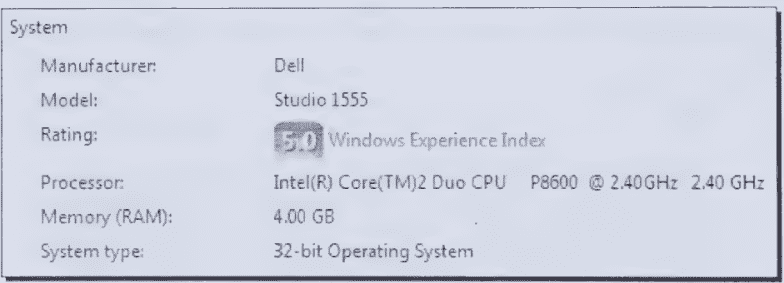 System
Manufacturer: Dell
Model: Studio 1555
Rating: 5.0 Windows Experience Index
Processor: Intel(R) Core(TM)2 Duo CPU P8600 @ 2.40GHz 2.40 GHz
Memory (RAM): 4.00 GB
System type: 32-bit Operating System